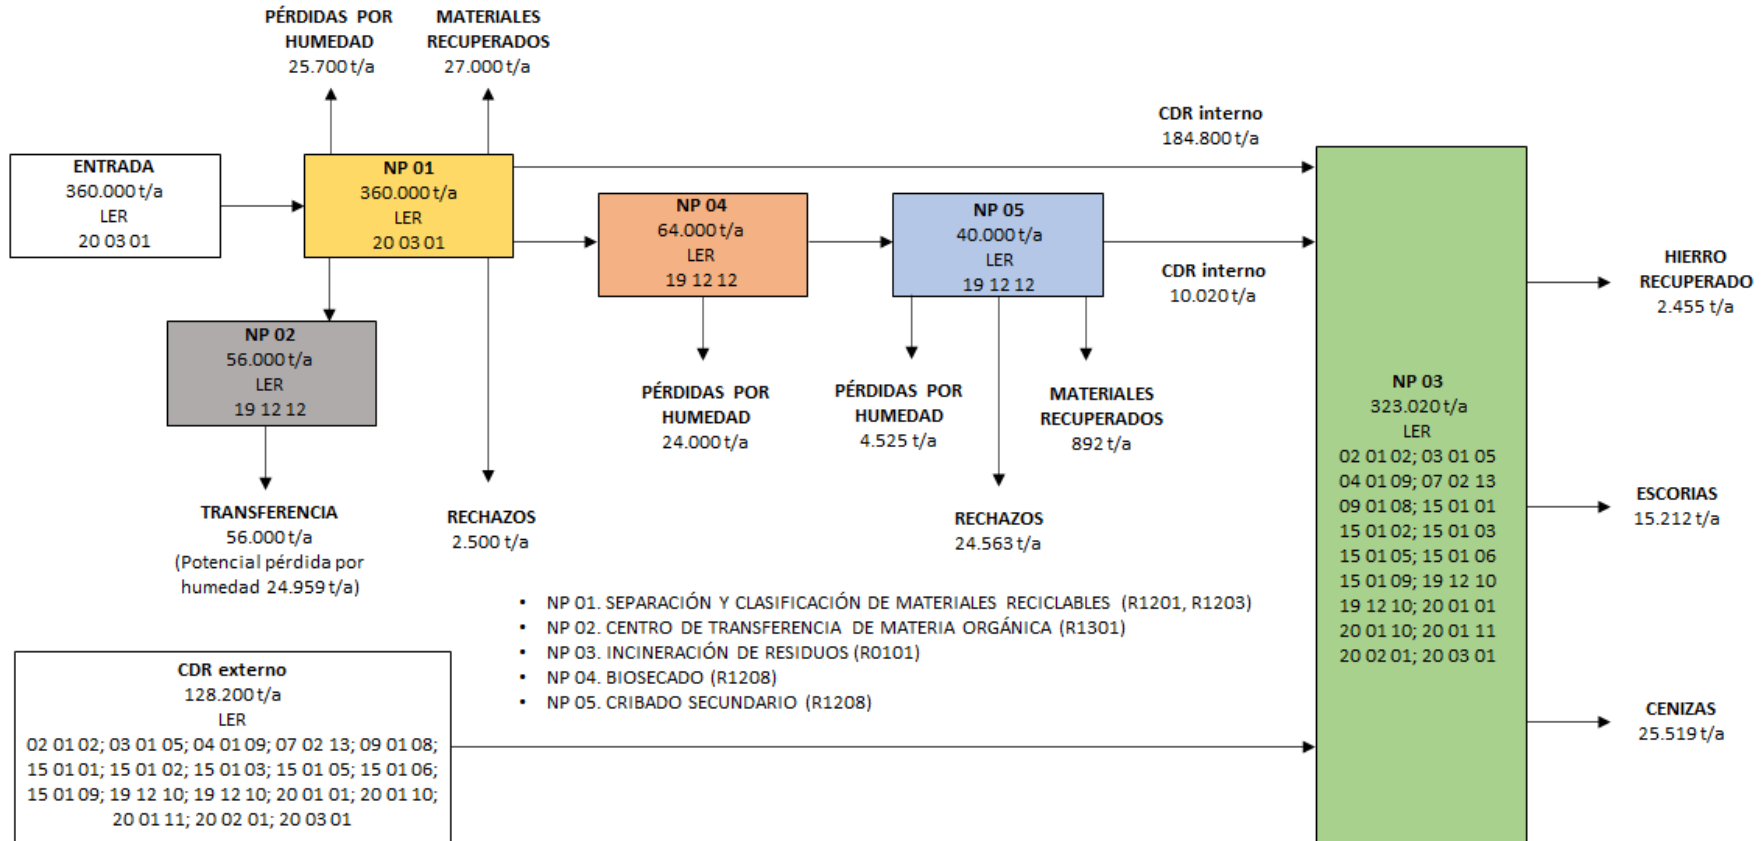 PÉRDIDAS POR
HUMEDAD
25.700 t/a
MATERIALES
RECUPERADOS
27.000 t/a
ENTRADA
360.000 t/a
LER
20 03 01
NP 01
360.000 t/a
LER
20 03 01
CDR interno
184.800 t/a
NP 04
64.000 t/a
LER
19 12 12
NP 05
40.000 t/a
LER
19 12 12
CDR interno
10.020 t/a
NP 02
56.000 t/a
LER
19 12 12
PÉRDIDAS POR
HUMEDAD
24.000 t/a
PÉRDIDAS POR
HUMEDAD
4.525 t/a
MATERIALES
RECUPERADOS
892 t/a
TRANSFERENCIA
56.000 t/a
(Potencial pérdida por
humedad 24.959 t/a)
RECHAZOS
2.500 t/a
RECHAZOS
24.563 t/a
NP 03
323.020 t/a
LER
02 01 02; 03 01 05
04 01 09; 07 02 13
09 01 08; 15 01 01
15 01 02; 15 01 03
15 01 05; 15 01 06
15 01 09; 19 12 10
19 12 10; 20 01 01
20 01 10; 20 01 11
20 02 01; 20 03 01
HIERRO
RECUPERADO
2.455 t/a
ESCORIAS
15.212 t/a
CENIZAS
25.519 t/a
• NP 01. SEPARACIÓN Y CLASIFICACIÓN DE MATERIALES RECICLABLES (R1201, R1203)
• NP 02. CENTRO DE TRANSFERENCIA DE MATERIA ORGÁNICA (R1301)
• NP 03. INCINERACIÓN DE RESIDUOS (R0101)
• NP 04. BIOSECADO (R1208)
• NP 05. CRIBADO SECUNDARIO (R1208)
CDR externo
128.200 t/a
LER
02 01 02; 03 01 05; 04 01 09; 07 02 13; 09 01 08;
15 01 01; 15 01 02; 15 01 03; 15 01 05; 15 01 06;
15 01 09; 19 12 10; 19 12 10; 20 01 01; 20 01 10;
20 01 11; 20 02 01; 20 03 01